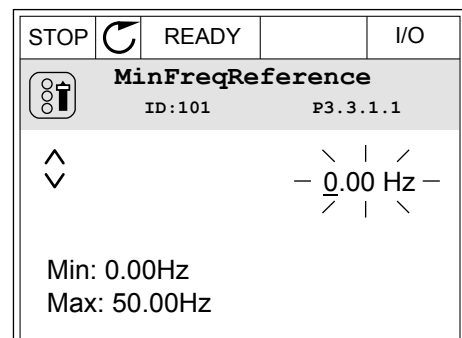 STOP READY I/O
MinFreqReference
ID:101 P3.3.1.1
0.00 Hz
Min: 0.00Hz
Max: 50.00Hz